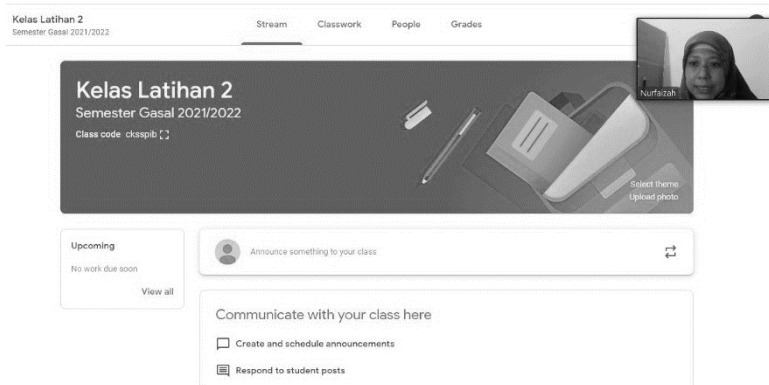 Kelas Latihan 2
Semester Gasal 2021/2022
Stream Classwork People Grades
Nurfaizah
Kelas Latihan 2
Semester Gasal 2021/2022
Class code cksspib
Select theme
Upload photo
Upcoming
No work due soon
View all
Announce something to your class
Communicate with your class here
Create and schedule announcements
Respond to student posts